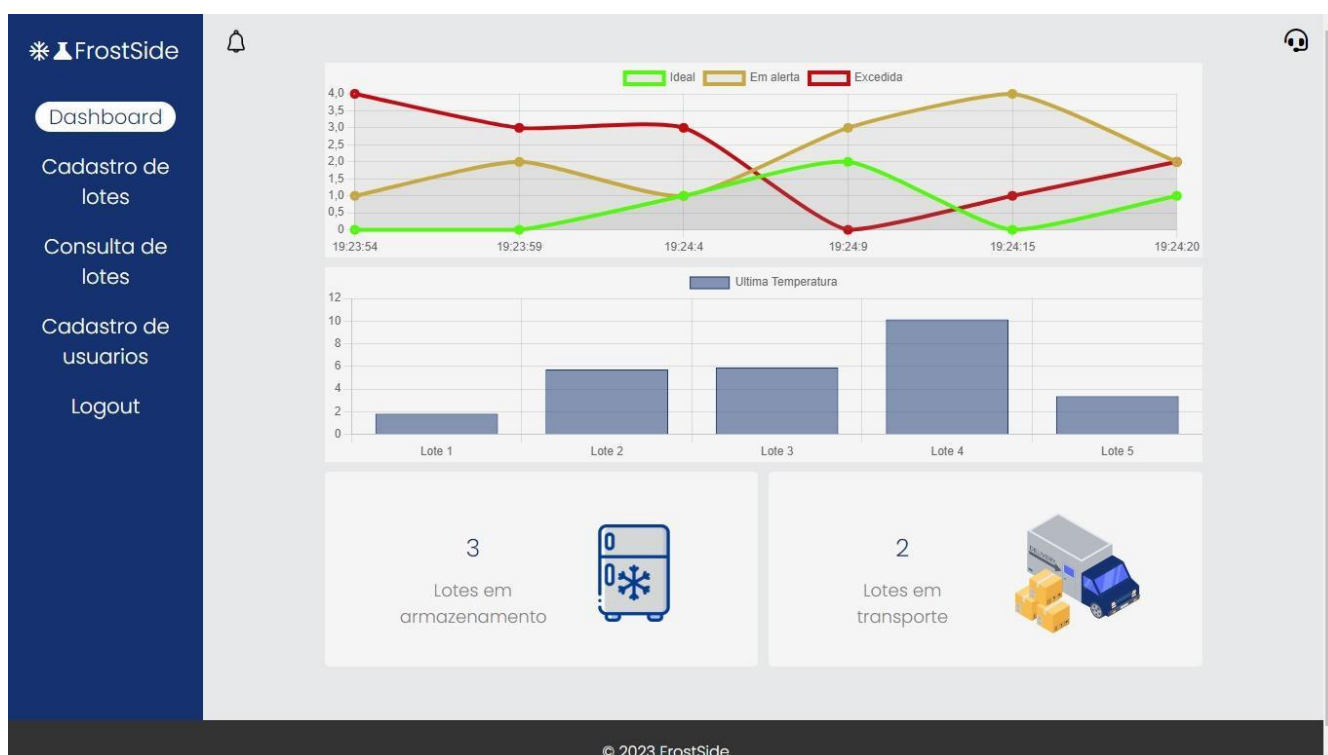 FrostSide
Dashboard
Cadastro de
lotes
Consulta de
lotes
Cadastro de
usuarios
Logout
Ideal Em alerta Excedida
4,0
3,5
3,0
2,5
2,0
1,5
1,0
0,5
0
19:23:54 19:23:59 19:24:4 19:24:9 19:24:15 19:24:20
Ultima Temperatura
12
10
8
6
4
2
0
Lote 1 Lote 2 Lote 3 Lote 4 Lote 5
3
Lotes em
armazenamento
2
Lotes em
transporte
DELIVERY
© 2023 FrostSide